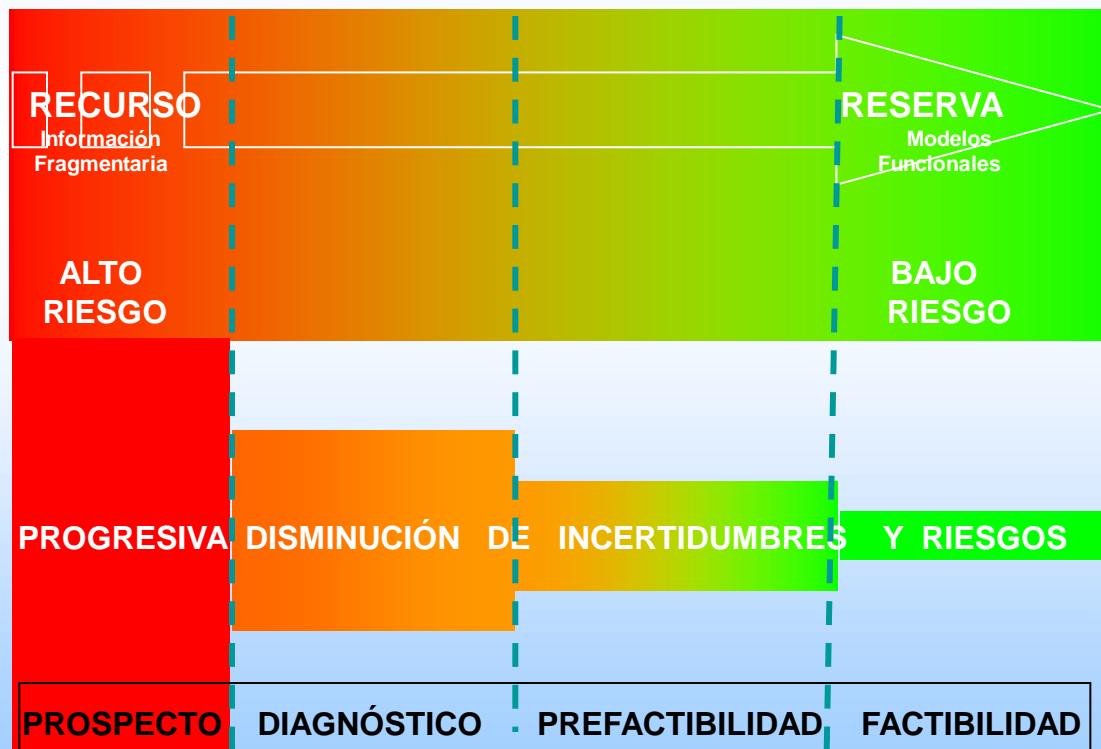 RECURSO
Información
Fragmentaria
RESERVA
Modelos
Funcionales
ALTO
RIESGO
BAJO
RIESGO
PROGRESIVA DISMINUCIÓN DE INCERTIDUMBRES Y RIESGOS
PROSPECTO DIAGNÓSTICO PREFACTIBILIDAD FACTIBILIDAD